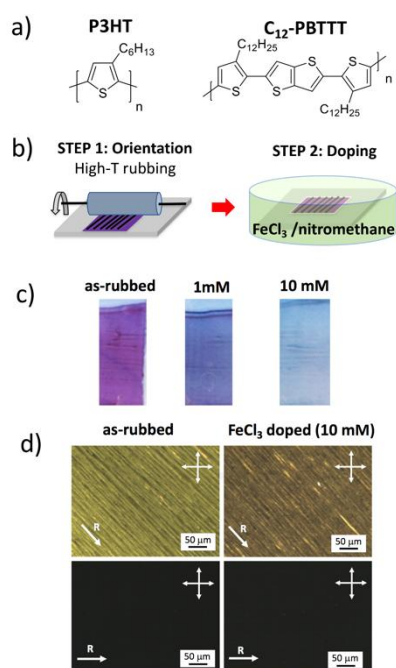 a)
P3HT
C12-PBTTT
C6H13
S
n
C12H25
S
S
S
S
C12H25
n
b)
STEP 1: Orientation
High-T rubbing
STEP 2: Doping
FeCl3 /nitromethane
c)
as-rubbed
1mM
10 mM
d)
as-rubbed
FeCl3 doped (10 mM)
R
50 µm
R
50 µm
R
50 µm
R
50 µm